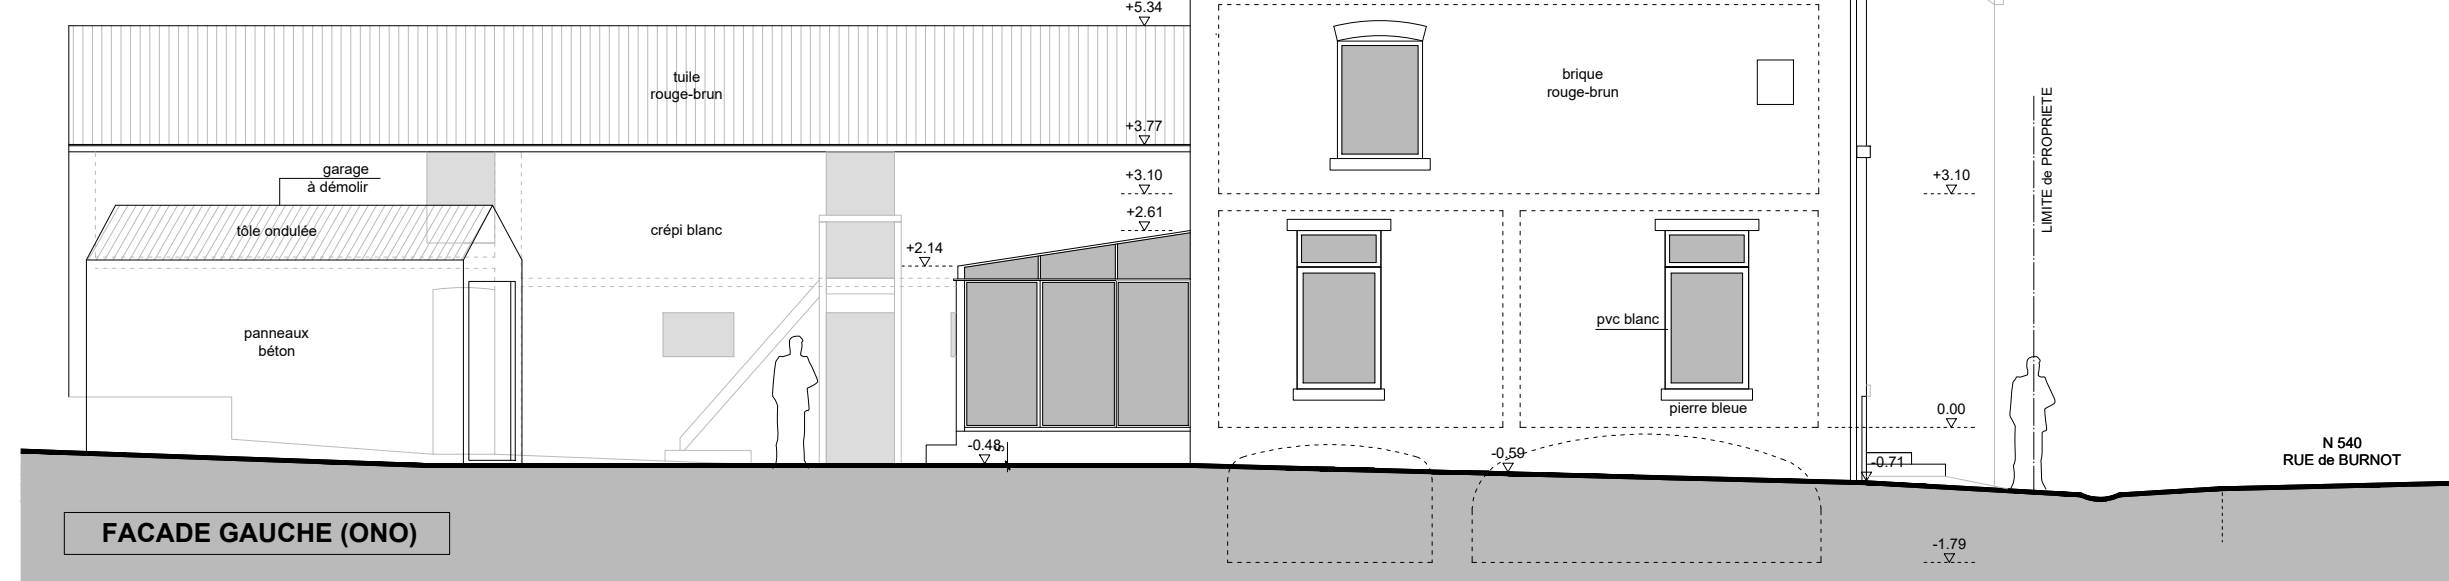 +5.34
tuile
rouge-brun
brique
rouge-brun
+3.77
garage
à démolir
+3.10
+3.10
LIMITE de PROPRIETE
+2.61
tôle ondulée
crépi blanc
+2.14
panneaux
béton
pvc blanc
pierre bleue
0.00
-0.48
-0.59
-0.71
N 540
RUE de BURNOT
FACADE GAUCHE (ONO)
-1.79